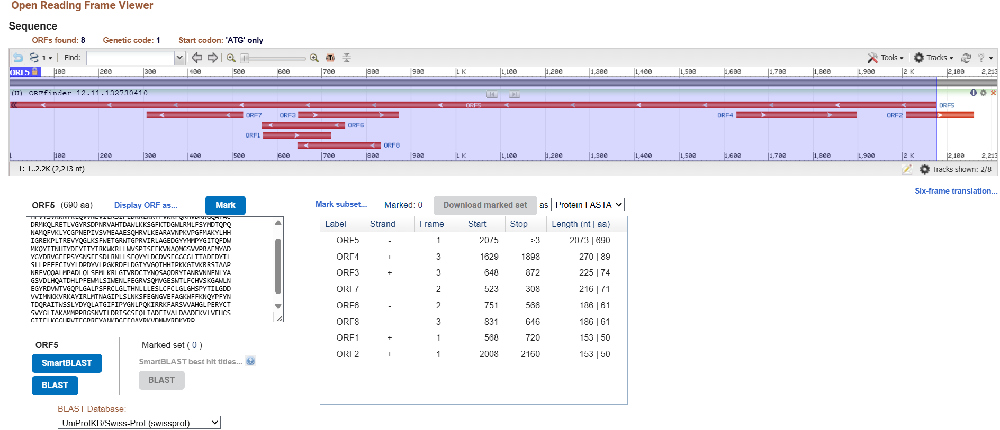 Open Reading Frame Viewer
Sequence
ORFs found: 8 Genetic code: 1 Start codon: 'ATG' only
1 Find: ATG Tools Tracks ?
ORF5 100 200 300 400 500 600 700 800 900 1 K 1,100 1,200 1,300 1,400 1,500 1,600 1,700 1,800 1,900 2 K 2,100 2,213
(U) ORFfinder_12.11.132730410
ORF5 ORF5
ORF7 ORF3 ORF4 ORF2
ORF6
ORF1
ORF8
1 100 200 300 400 500 600 700 800 900 1 K 1,100 1,200 1,300 1,400 1,500 1,600 1,700 1,800 1,900 2 K 2,100 2,213
1: 1..2.2K (2,213 nt) Tracks shown: 2/8
Six-frame translation...
ORF5 (690 aa) Display ORF as... Mark
DRMKQLRETLVGYRSDPNRVAHTDAWLKKSGFKTDGWLRMLFSYMDTQPQ
NAMQFVKLYCGPNEPIVSVMEAAESQHRVLKEARAVNPKVPGFMAKYLHH
IGREKPLTREVYQGLKSFWETGRWTGPRVIRLAGEDGYYMMPYGITQFDW
MKQYITNHTYDEYITYIRKWKRLLWVSPISEEKVNAQMGSVVPRAEMYAD
YGYDRVGEEPSYSNSFESDLRNLLSFQYYLDCDVSEGGCGLTTADFDYIL
SLLPEEFCIVYLDPDYVLPGKRDFLDGTYVGQIHHIPKKGTVKRRSIAAP
NRFVQQALMPADLQLSEMLKRLGTVRDCTYNQSAQDRYIANRVNNENLYA
GSVDLHQATDHLPFEWMLSIWENLFEGRVSQMVGESWTLFCHVSKGAWLN
EGYRDVWTVGQPLGALPSFRCLGLTHNLLLESLCFCLGLGHSPYTILGDD
VVIMNKKVRKAYIRLMTNAGIPLSLNKSFEGNGVEFAGKWFFKNQYPFYN
TDQRAITWSSLYDYQLATGIFIPYGNLPQKIRRKFARSVVAHGLPERYCT
SVYGLIAKAMMPPRGSNVTLDRISCSEQLIADFIVALDAADEKVLVEHCS
Mark subset... Marked: 0 Download marked set as Protein FASTA
Label Strand Frame Start Stop Length (nt | aa)
ORF5 - 1 2075 >3 2073 | 690
ORF4 + 3 1629 1898 270 | 89
ORF3 + 3 648 872 225 | 74
ORF7 - 2 523 308 216 | 71
ORF6 - 2 751 566 186 | 61
ORF8 - 3 831 646 186 | 61
ORF1 + 1 568 720 153 | 50
ORF2 + 1 2008 2160 153 | 50
ORF5 Marked set ( 0 )
SmartBLAST SmartBLAST best hit titles... ?
BLAST BLAST
BLAST Database:
UniProtKB/Swiss-Prot (swissprot)